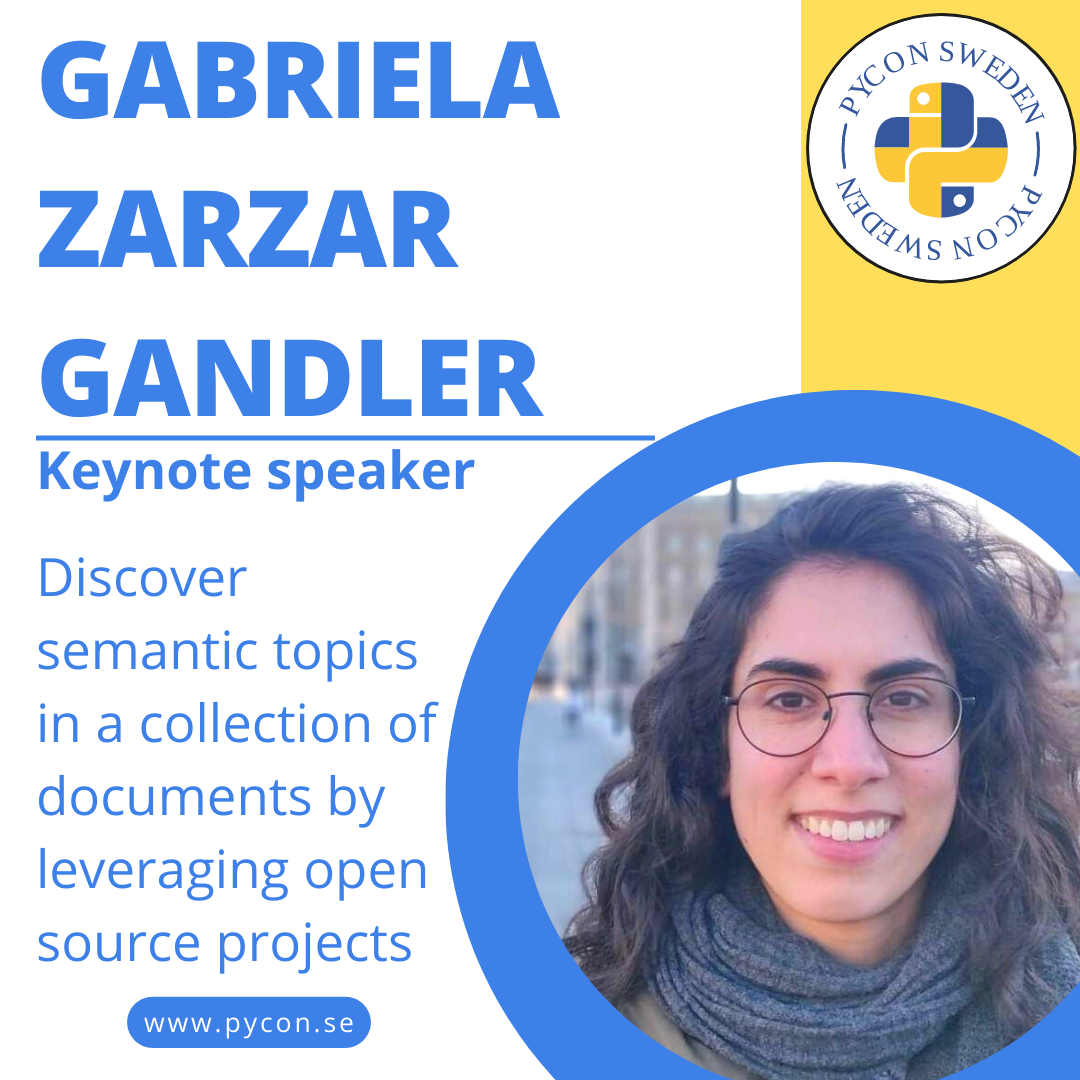 GABRIELA
ZARZAR
GANDLER
Keynote speaker
Discover
semantic topics
in a collection of
documents by
leveraging open
source projects
www.pycon.se
PYCON SWEDEN
PYCON SWEDEN